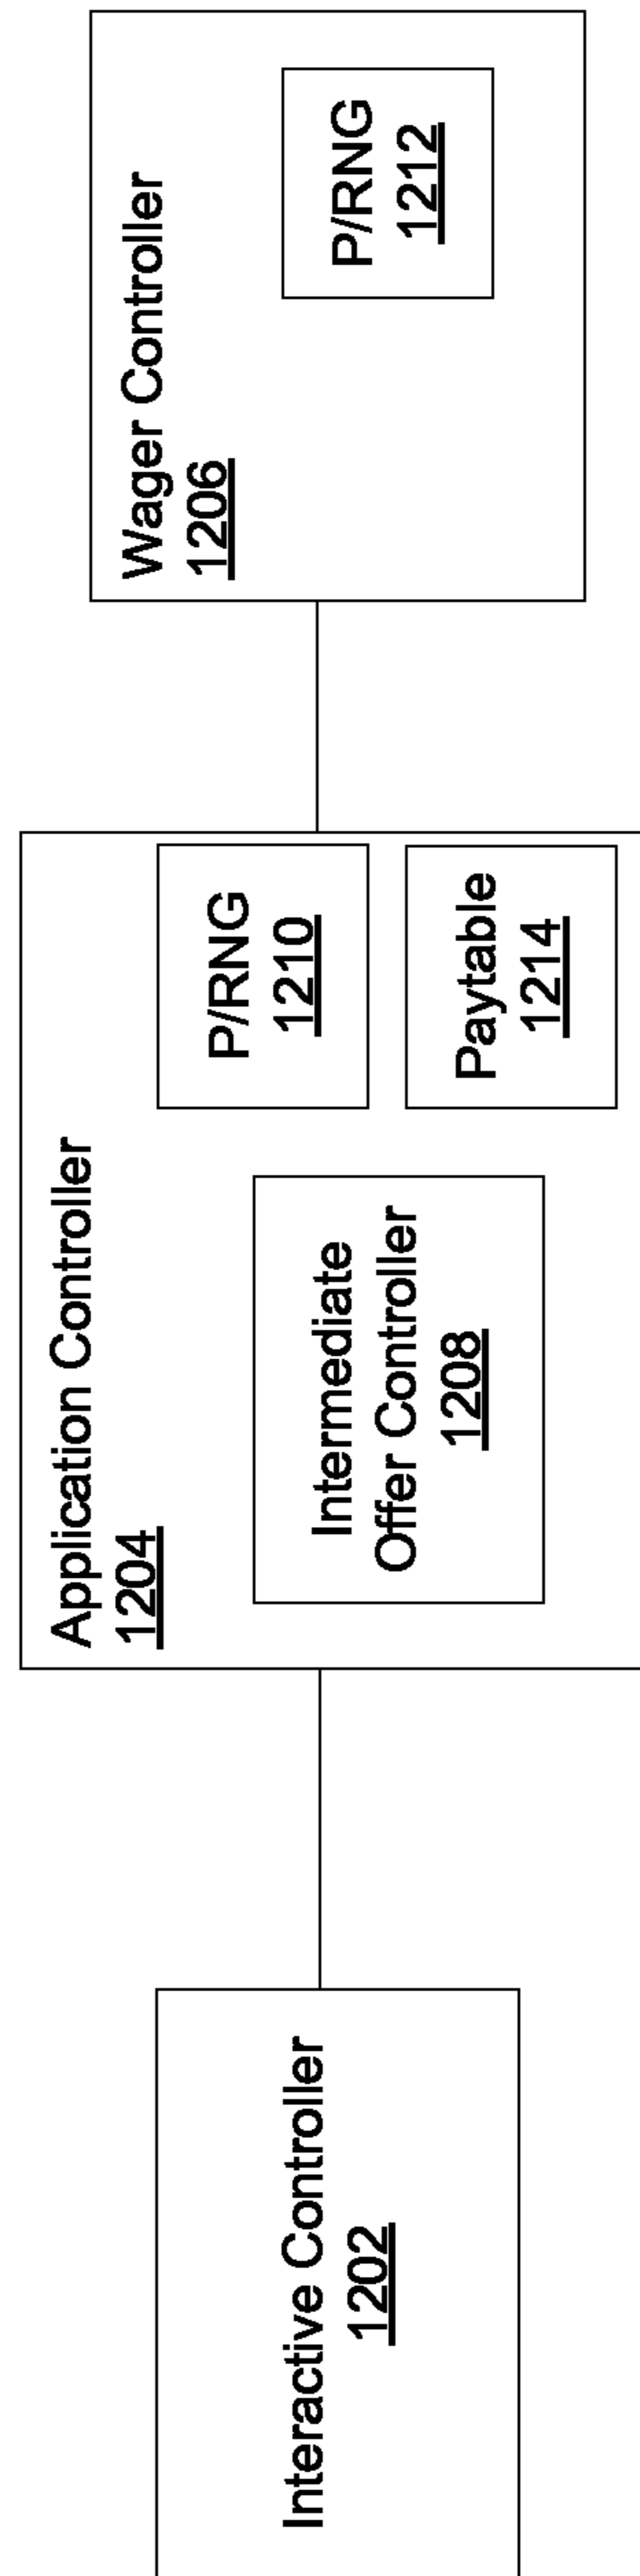 Interactive Controller
1202
Application Controller
1204
Intermediate
Offer Controller
1208
P/RNG
1210
Paytable
1214
Wager Controller
1206
P/RNG
1212